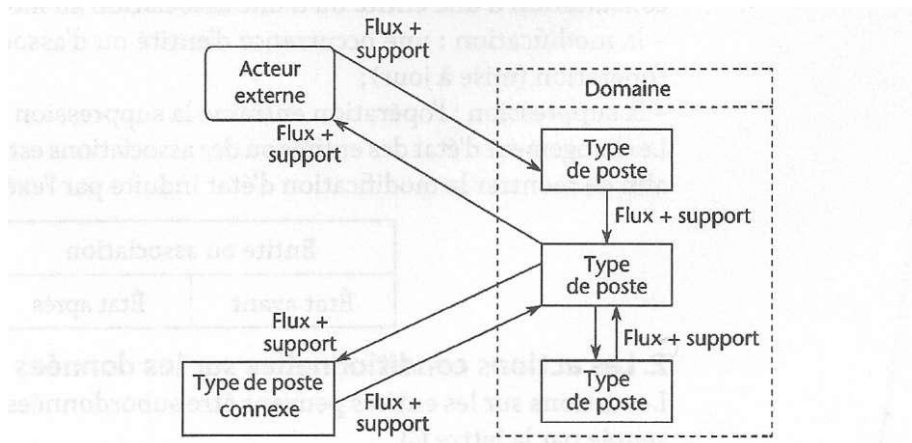 Flux +
support
Acteur
externe
Domaine
Flux +
support
Type
de poste
Flux + support
Type
de poste
Flux +
support
Flux + support
Type de poste
connexe
Type
de poste
Flux +
support